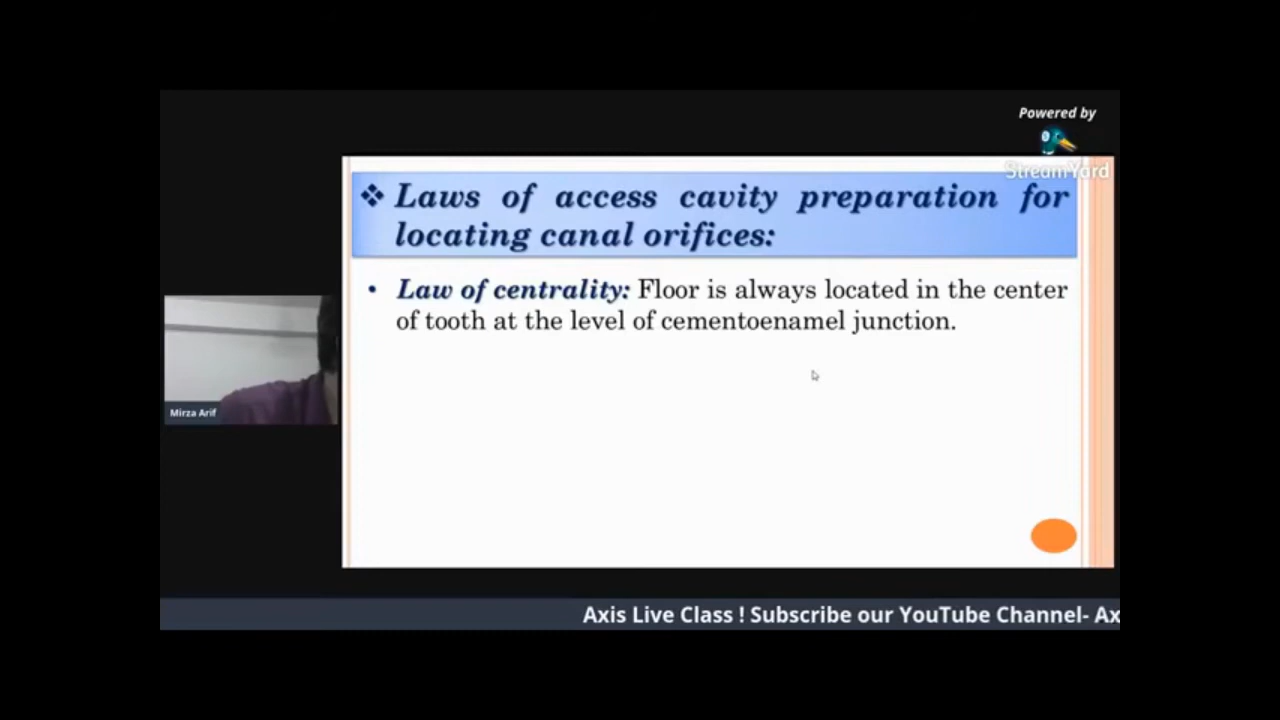 Powered by
StreamYard
❖ Laws of access cavity preparation for
locating canal orifices:
• Law of centrality: Floor is always located in the center
of tooth at the level of cementoenamel junction.
Mirza Arif
Axis Live Class ! Subscribe our YouTube Channel- Ax